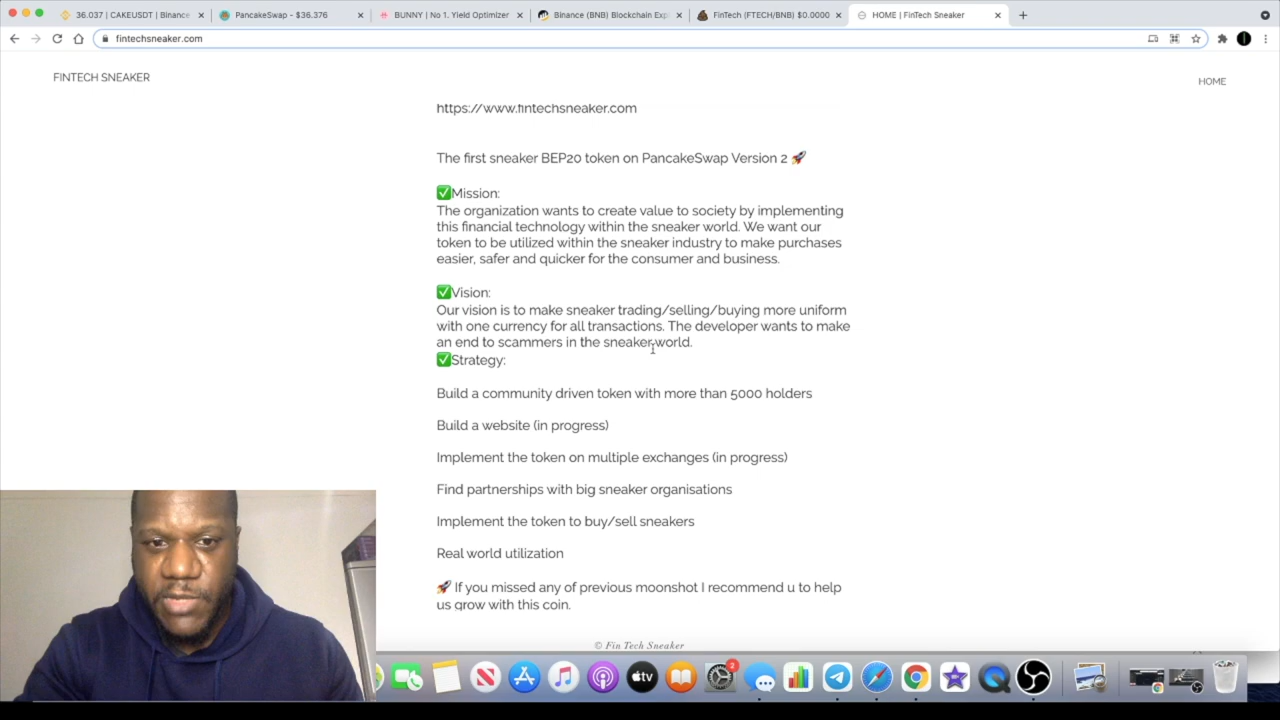 36.037 | CAKEUSDT | Binance
PancakeSwap - $36.376
BUNNY | No 1. Yield Optimizer
Binance (BNB) Blockchain Exp
FinTech (FTECH/BNB) $0.0000
HOME | FinTech Sneaker
fintechsneaker.com
FINTECH SNEAKER
HOME
https://www.fintechsneaker.com
The first sneaker BEP20 token on PancakeSwap Version 2 🚀
✅Mission:
The organization wants to create value to society by implementing
this financial technology within the sneaker world. We want our
token to be utilized within the sneaker industry to make purchases
easier, safer and quicker for the consumer and business.
✅Vision:
Our vision is to make sneaker trading/selling/buying more uniform
with one currency for all transactions. The developer wants to make
an end to scammers in the sneaker world.
✅Strategy:
Build a community driven token with more than 5000 holders
Build a website (in progress)
Implement the token on multiple exchanges (in progress)
Find partnerships with big sneaker organisations
Implement the token to buy/sell sneakers
Real world utilization
🚀 If you missed any of previous moonshot I recommend u to help
us grow with this coin.
© Fin Tech Sneaker
tv
2